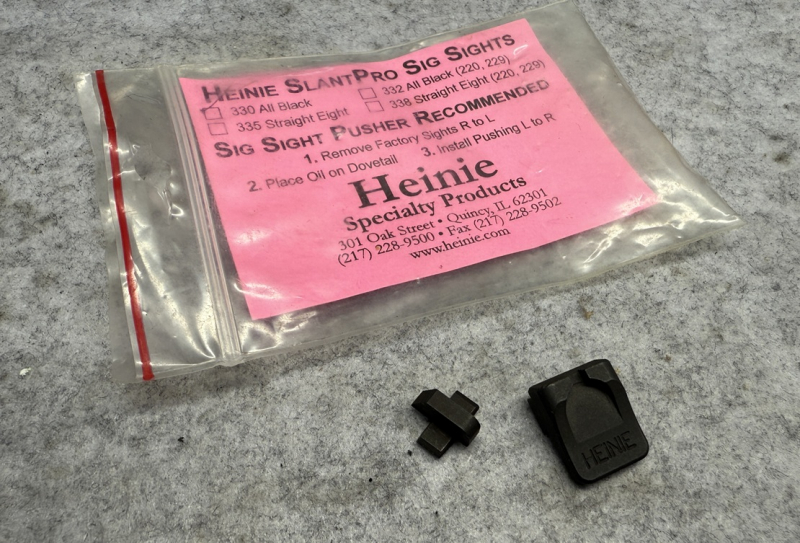 HEINIE SLANTPRO SIG SIGHTS
330 All Black
332 All Black (220, 229)
335 Straight Eight
338 Straight Eight (220, 229)
SIG SIGHT PUSHER RECOMMENDED
1. Remove Factory Sights R to L
2. Place Oil on Dovetail
3. Install Pushing L to R
Heinie
Specialty Products
301 Oak Street • Quincy, IL 62301
(217) 228-9500 • Fax (217) 228-9502
www.heinie.com
HEINIE